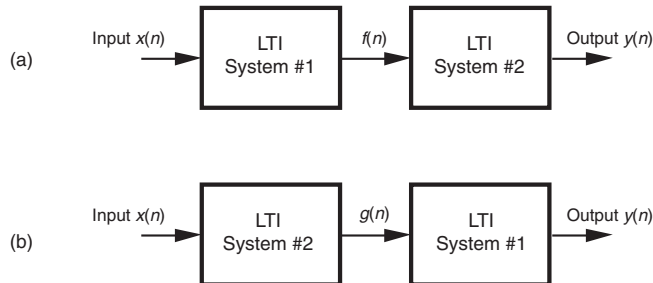 Input x(n)
LTI
System #1
f(n)
LTI
System #2
Output y(n)
(a)
Input x(n)
LTI
System #2
g(n)
LTI
System #1
Output y(n)
(b)